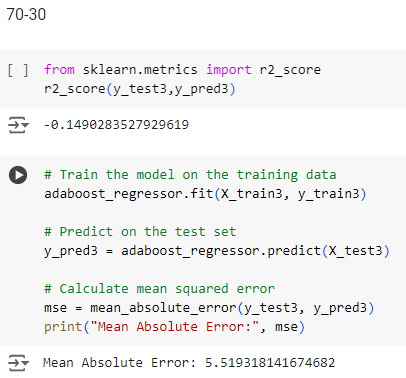 70-30
[ ] from sklearn.metrics import r2_score
r2_score(y_test3,y_pred3)
-0.1490283527929619
# Train the model on the training data
adaboost_regressor.fit(X_train3, y_train3)
# Predict on the test set
y_pred3 = adaboost_regressor.predict(X_test3)
# Calculate mean squared error
mse = mean_absolute_error(y_test3, y_pred3)
print("Mean Absolute Error:", mse)
Mean Absolute Error: 5.519318141674682